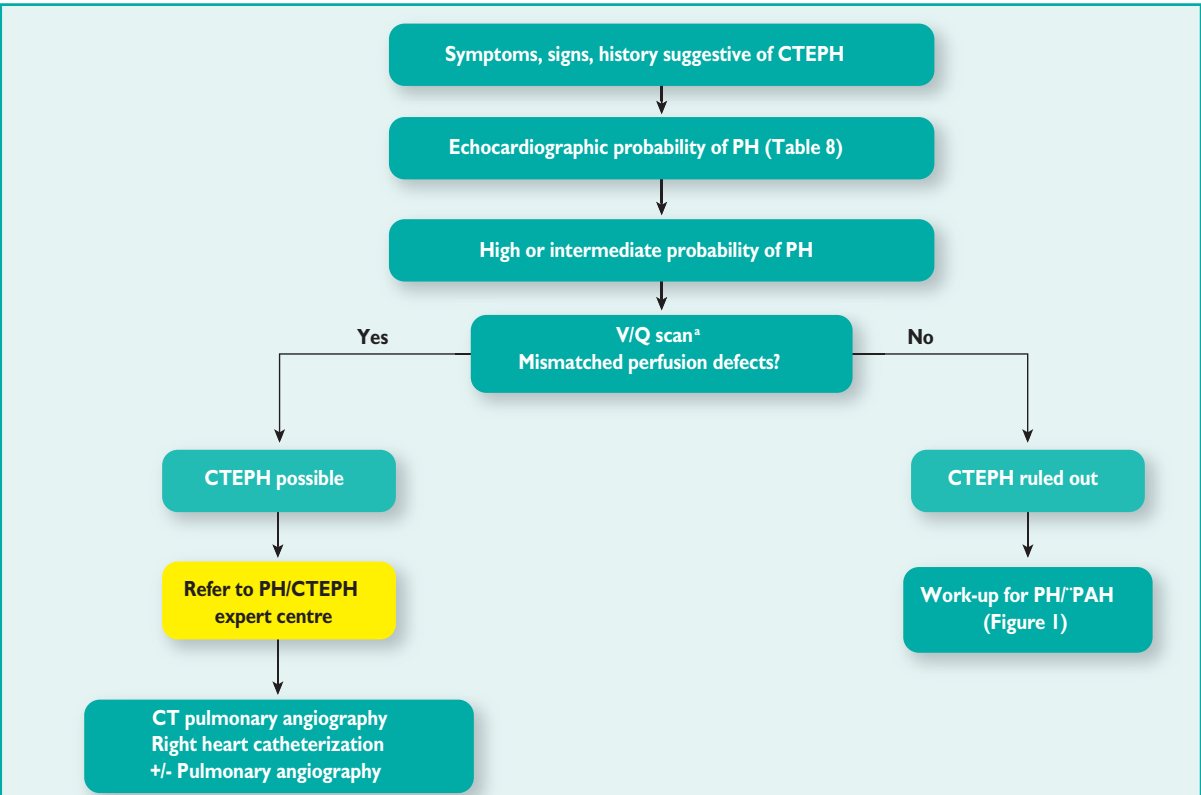 Symptoms, signs, history suggestive of CTEPH
Echocardiographic probability of PH (Table 8)
High or intermediate probability of PH
Yes
V/Q scanᵃ
Mismatched perfusion defects?
No
CTEPH possible
CTEPH ruled out
Refer to PH/CTEPH
expert centre
Work-up for PH/¨PAH
(Figure 1)
CT pulmonary angiography
Right heart catheterization
+/- Pulmonary angiography